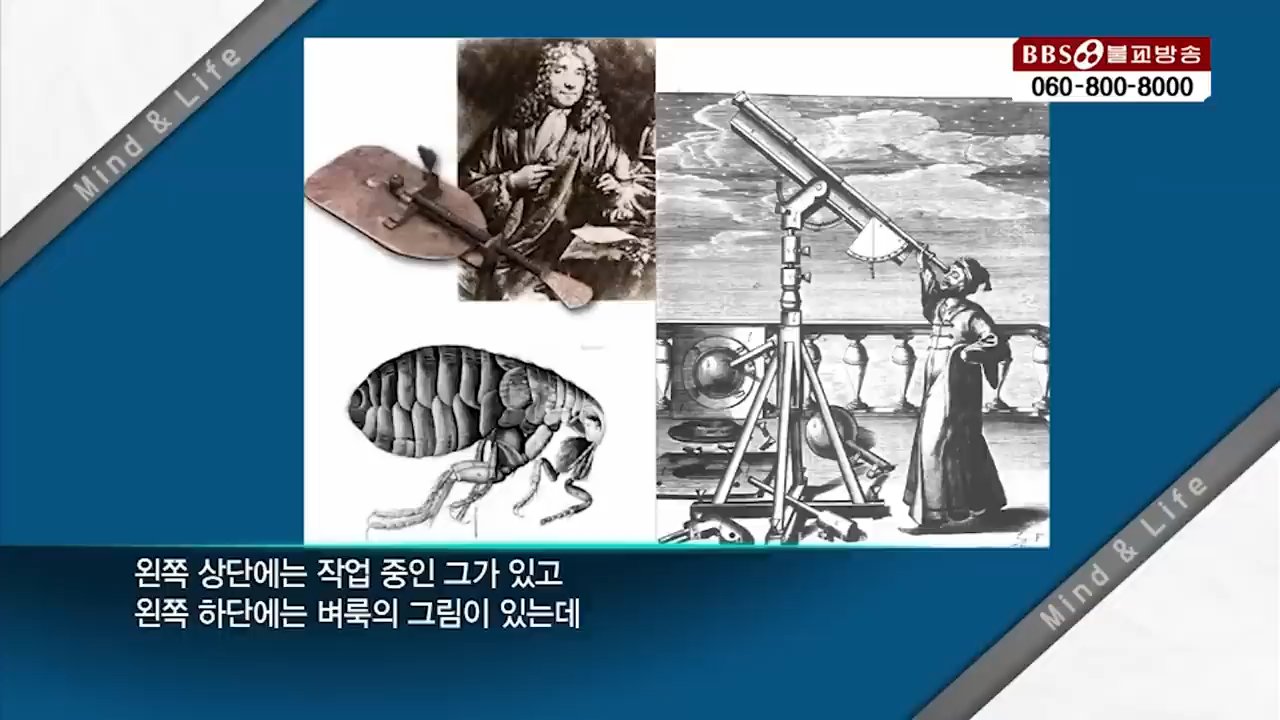 Mind & Life
BBS 불교방송
060-800-8000
왼쪽 상단에는 작업 중인 그가 있고
왼쪽 하단에는 벼룩의 그림이 있는데
Mind & Life